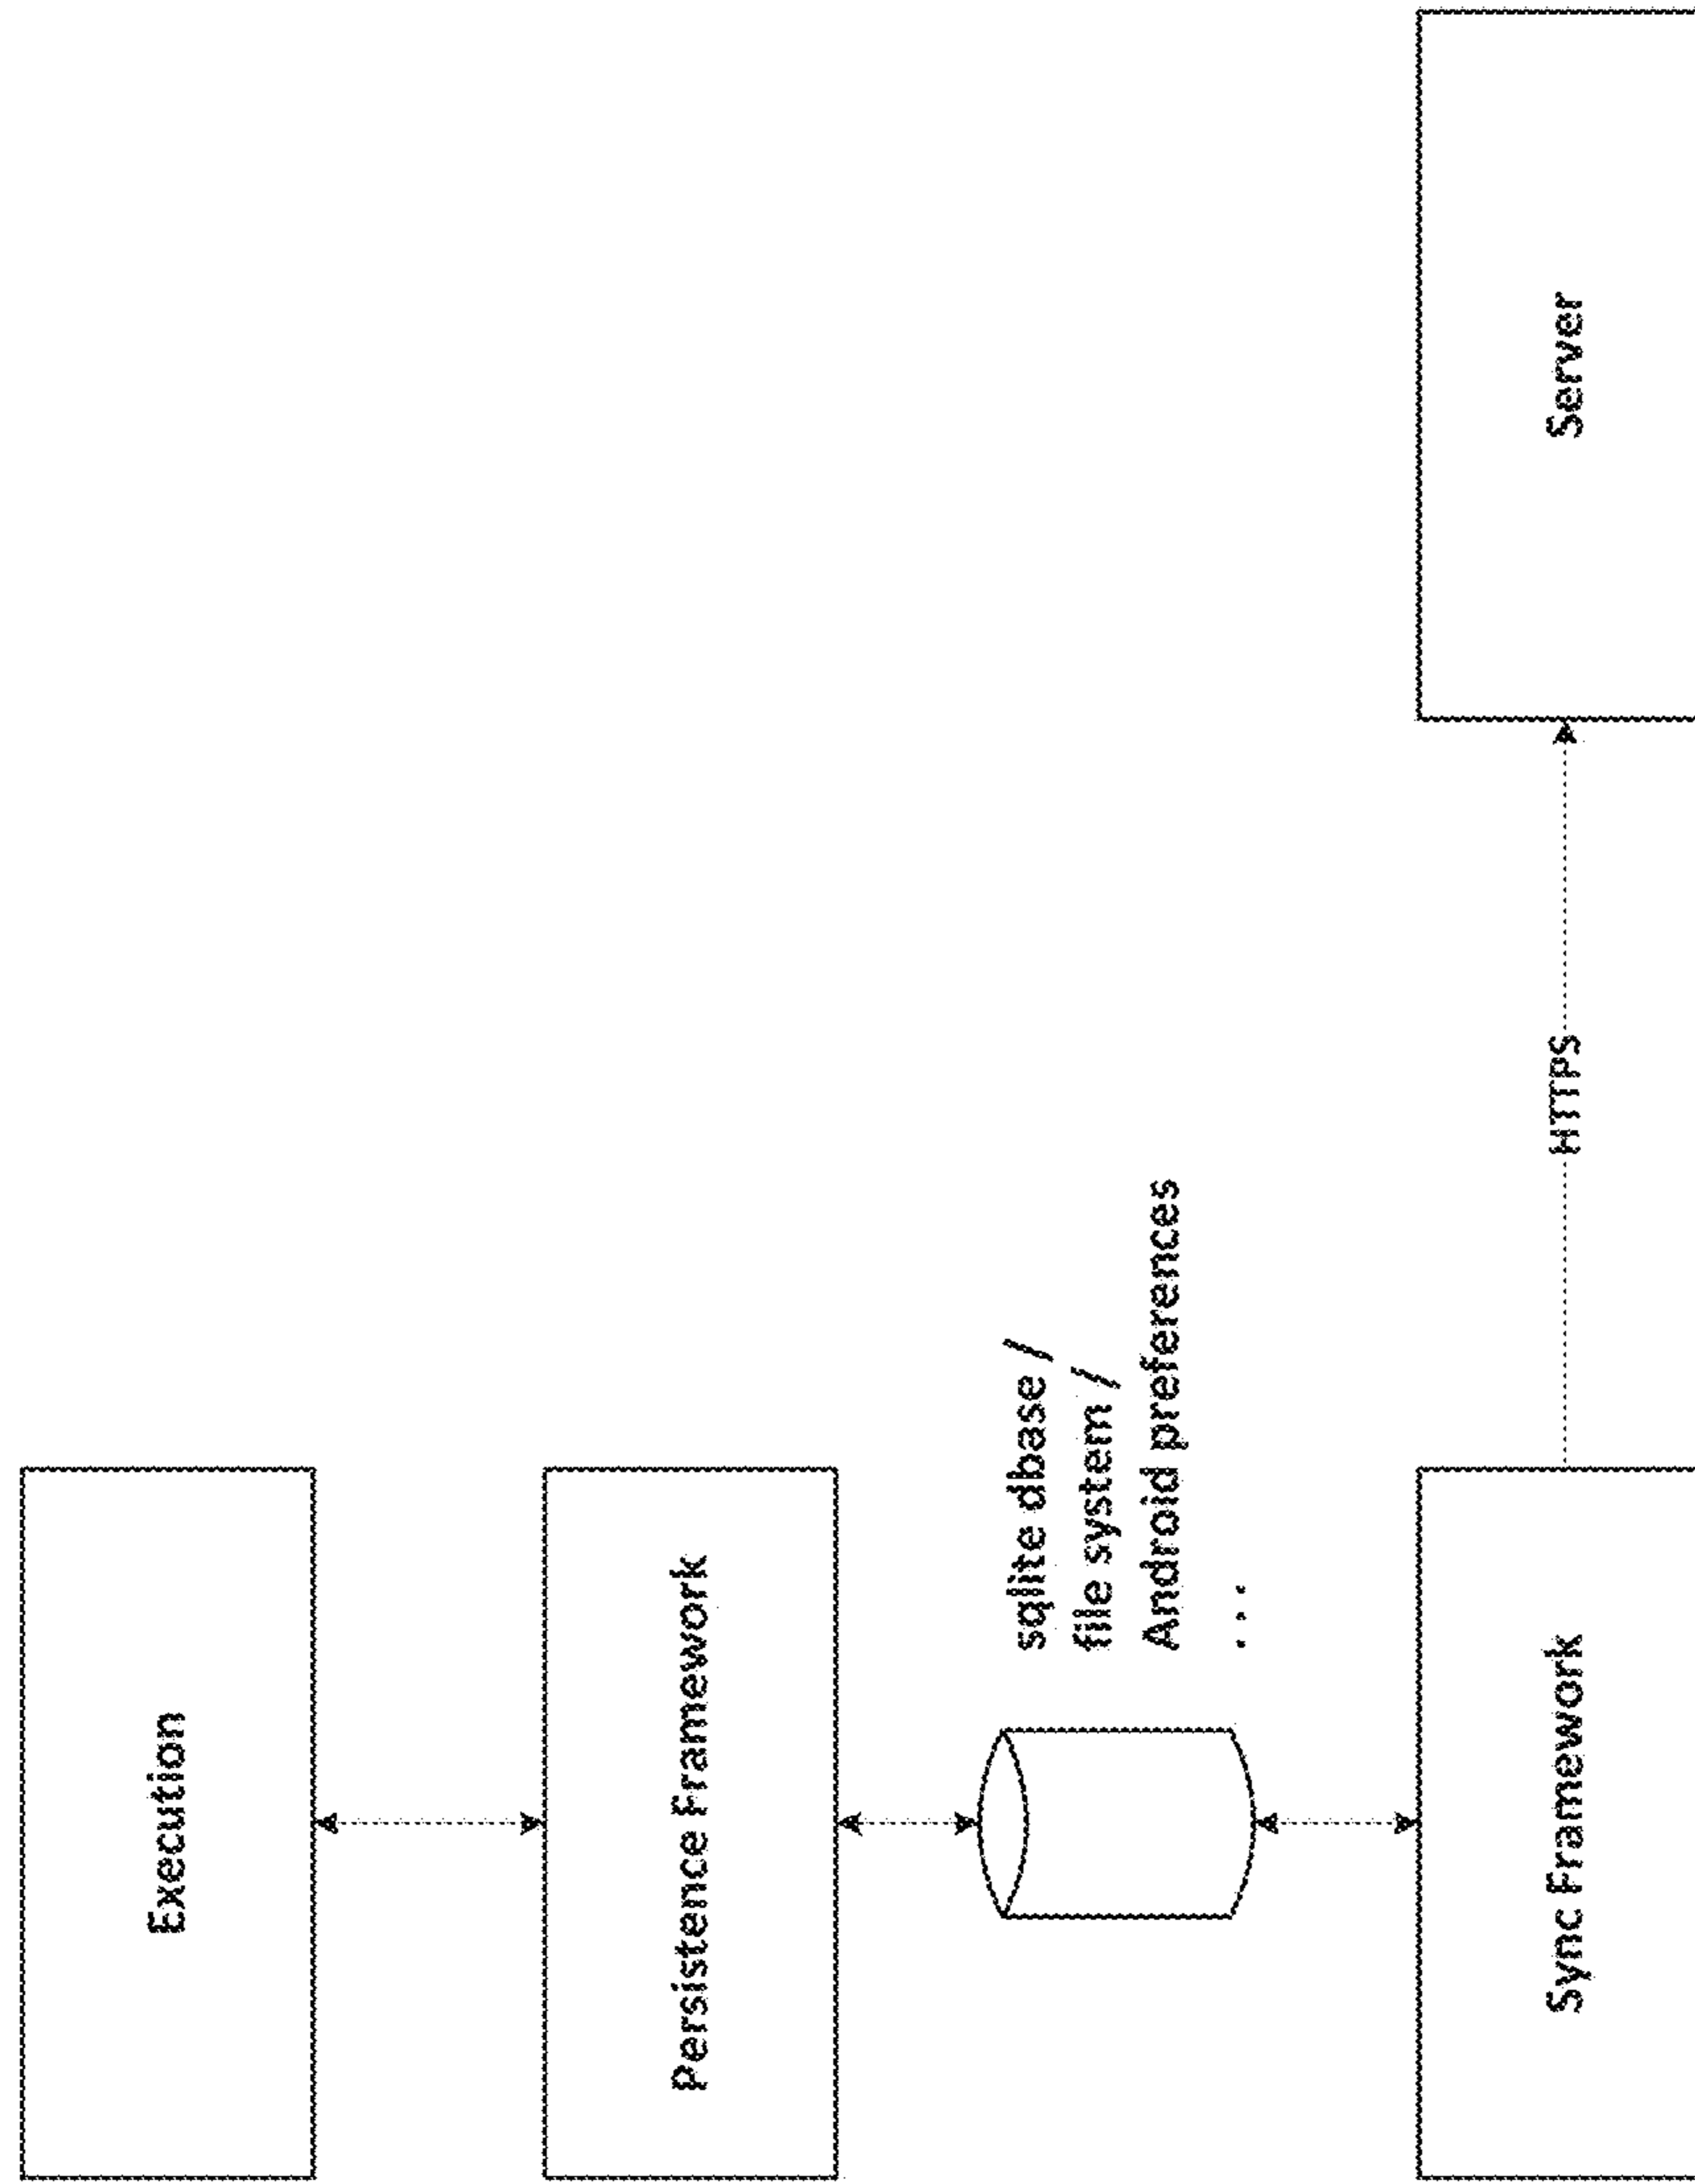 Execution
Persistence Framework
sqlite dbase /
file system /
Android preferences
...
Sync Framework
HTTPS
Server